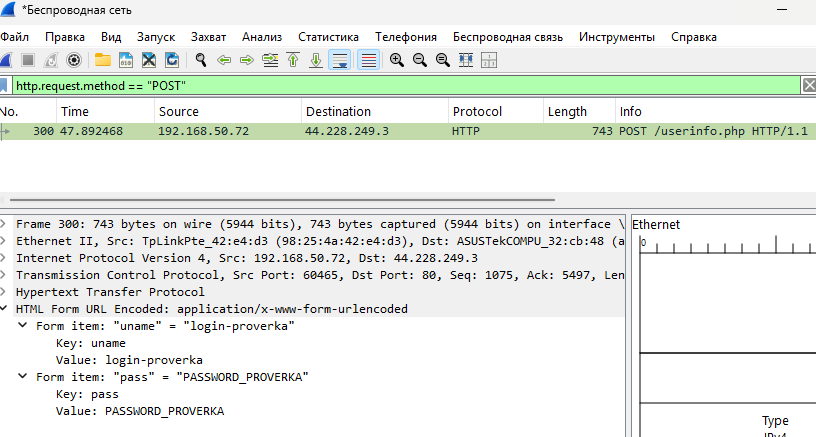 *Беспроводная сеть
Файл Правка Вид Запуск Захват Анализ Статистика Телефония Беспроводная связь Инструменты Справка
http.request.method == "POST"
No. Time Source Destination Protocol Length Info
300 47.892468 192.168.50.72 44.228.249.3 HTTP 743 POST /userinfo.php HTTP/1.1
Frame 300: 743 bytes on wire (5944 bits), 743 bytes captured (5944 bits) on interface \
Ethernet II, Src: TpLinkPte_42:e4:d3 (98:25:4a:42:e4:d3), Dst: ASUSTekCOMPU_32:cb:48 (a
Internet Protocol Version 4, Src: 192.168.50.72, Dst: 44.228.249.3
Transmission Control Protocol, Src Port: 60465, Dst Port: 80, Seq: 1075, Ack: 5497, Len
Hypertext Transfer Protocol
HTML Form URL Encoded: application/x-www-form-urlencoded
Form item: "uname" = "login-proverka"
Key: uname
Value: login-proverka
Form item: "pass" = "PASSWORD_PROVERKA"
Key: pass
Value: PASSWORD_PROVERKA
Ethernet
0
Type